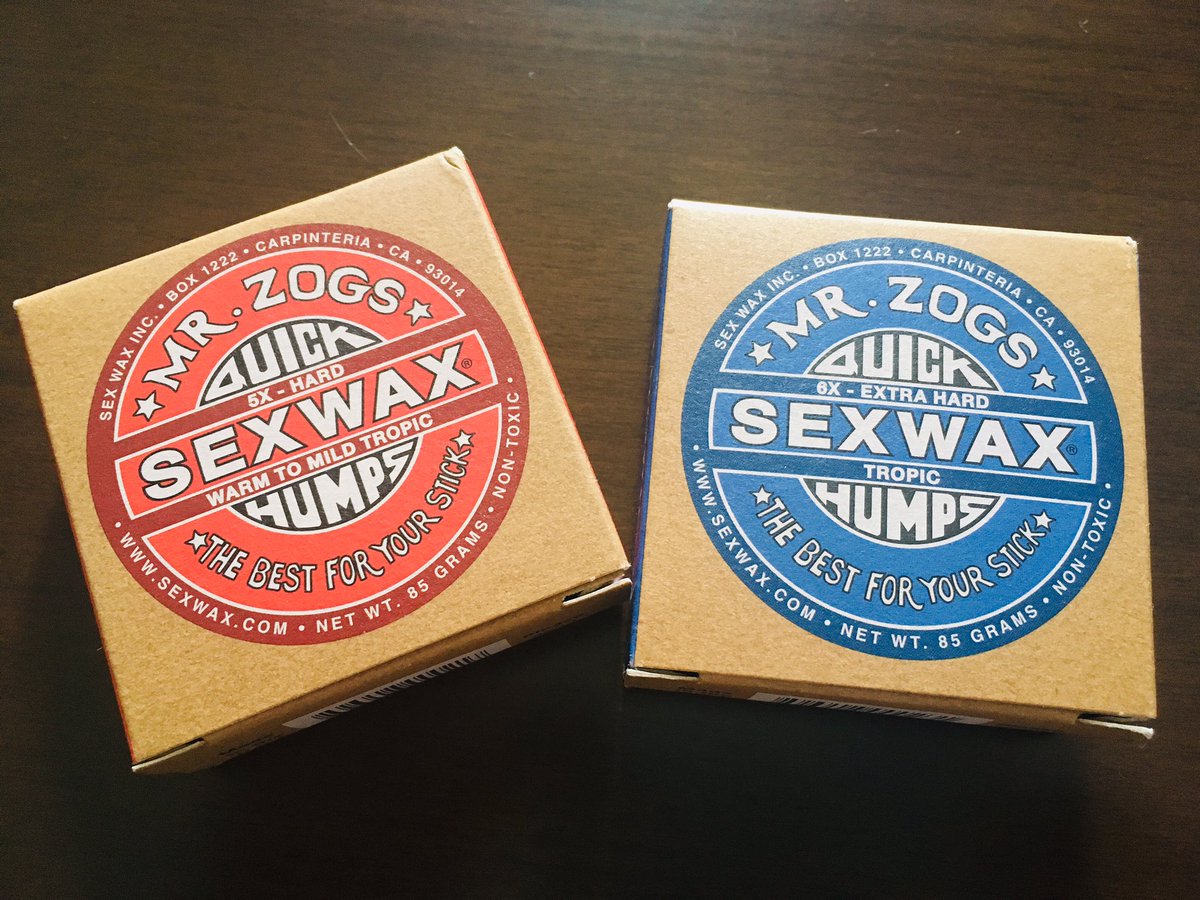 SEX WAX INC. • BOX 1222 • CARPINTERIA • CA • 93014
MR. ZOGS
QUICK
5X - HARD
SEXWAX®
WARM TO MILD TROPIC
HUMPS
THE BEST FOR YOUR STICK
• WWW.SEXWAX.COM • NET WT. 85 GRAMS • NON-TOXIC •
SEX WAX INC. • BOX 1222 • CARPINTERIA • CA • 93014
MR. ZOGS
QUICK
6X - EXTRA HARD
SEXWAX®
TROPIC
HUMPS
THE BEST FOR YOUR STICK
• WWW.SEXWAX.COM • NET WT. 85 GRAMS • NON-TOXIC •